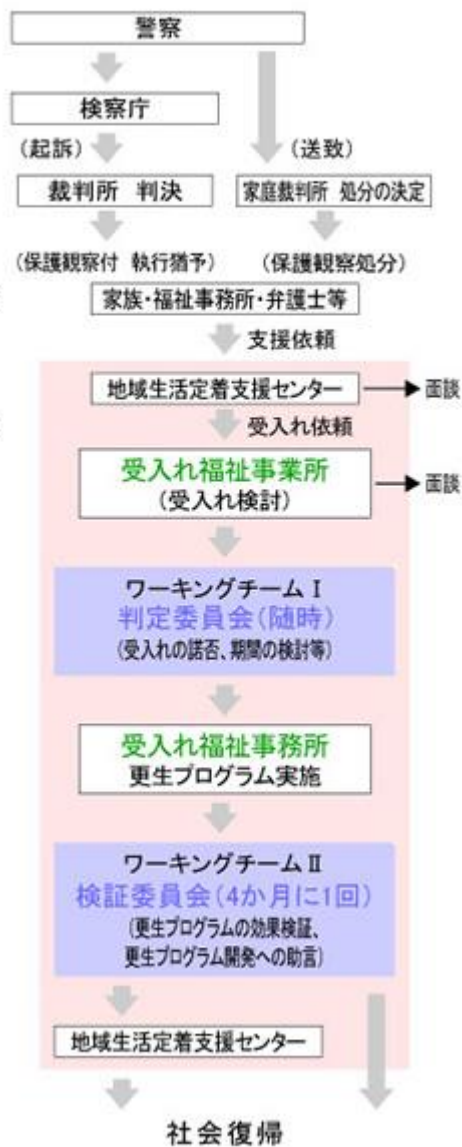 警察
検察庁
(起訴)
(送致)
裁判所 判決
家庭裁判所 処分の決定
(保護観察付 執行猶予)
(保護観察処分)
家族・福祉事務所・弁護士等
支援依頼
地域生活定着支援センター
面談
受入れ依頼
受入れ福祉事業所
(受入れ検討)
面談
ワーキングチームⅠ
判定委員会(随時)
(受入れの諾否、期間の検討等)
受入れ福祉事務所
更生プログラム実施
ワーキングチームⅡ
検証委員会(4か月に1回)
(更生プログラムの効果検証、
更生プログラム開発への助言)
地域生活定着支援センター
社会復帰